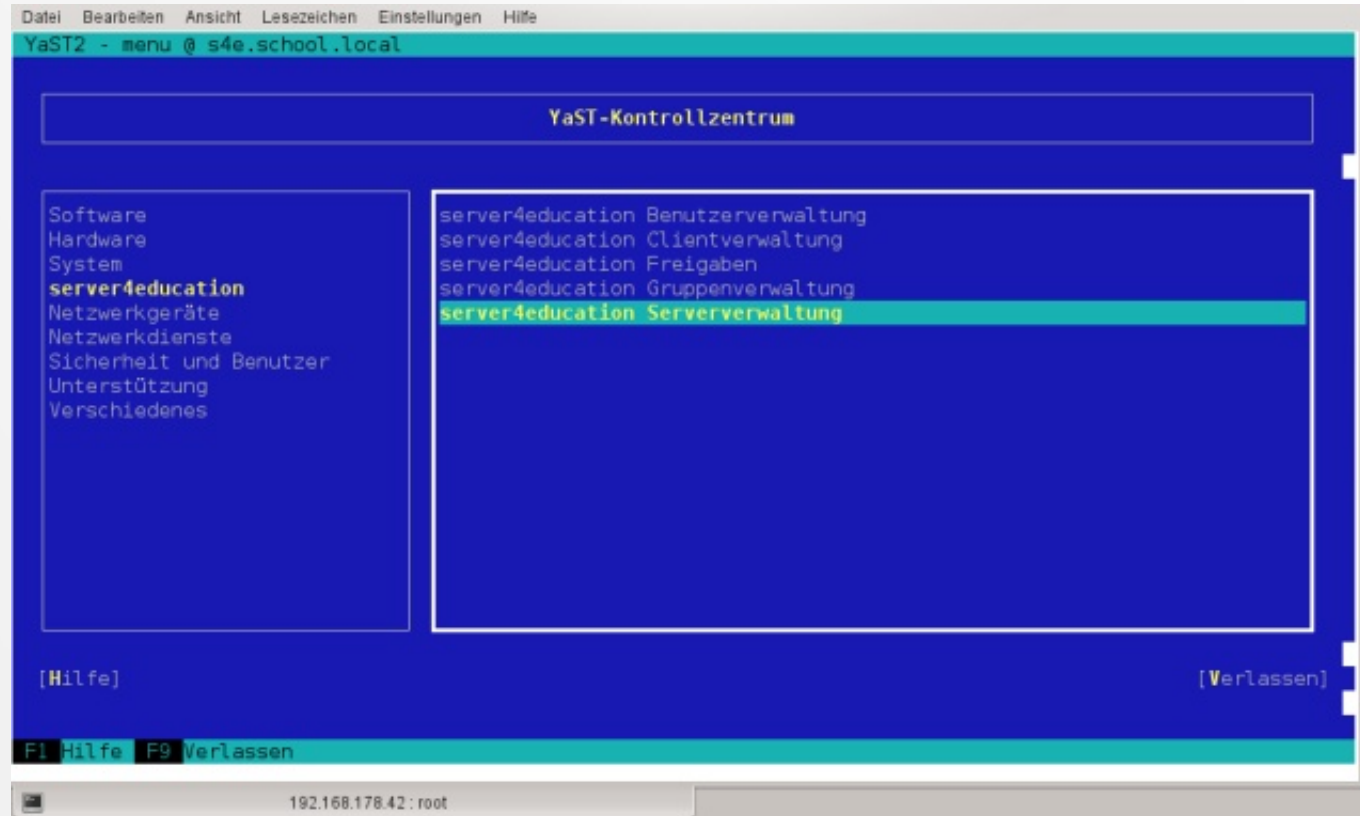 Datei Bearbeiten Ansicht Lesezeichen Einstellungen Hilfe
YaST2 - menu @ s4e.school.local
YaST-Kontrollzentrum
Software
Hardware
System
server4education
Netzwerkgeräte
Netzwerkdienste
Sicherheit und Benutzer
Unterstützung
Verschiedenes
server4education Benutzerverwaltung
server4education Clientverwaltung
server4education Freigaben
server4education Gruppenverwaltung
server4education Serververwaltung
[Hilfe] [Verlassen]
F1 Hilfe F9 Verlassen
192.168.178.42 : root